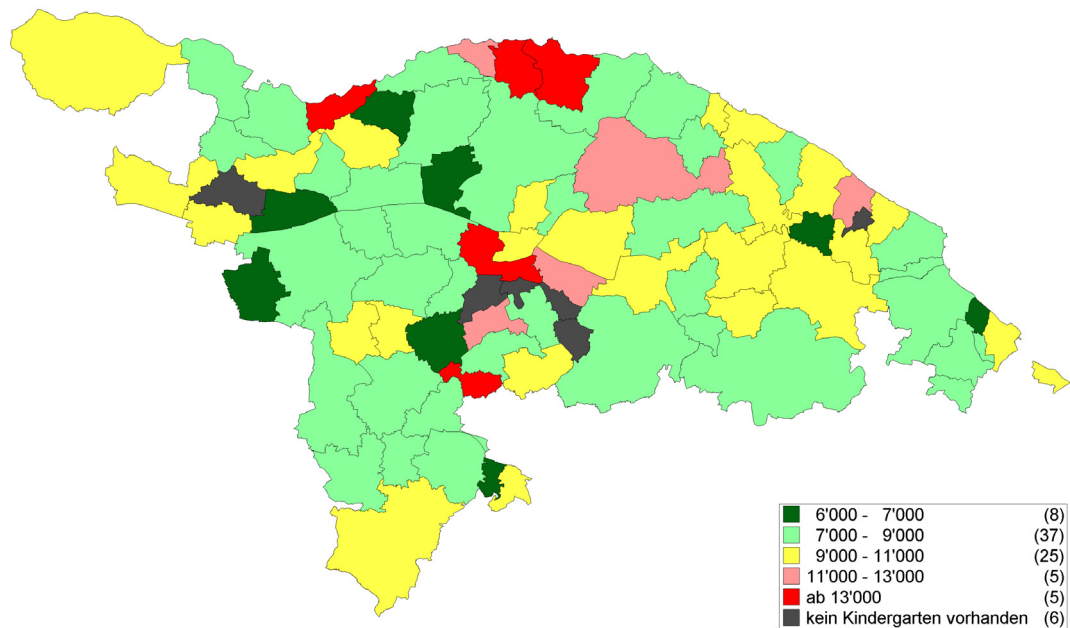 6'000 - 7'000 (8)
7'000 - 9'000 (37)
9'000 - 11'000 (25)
11'000 - 13'000 (5)
ab 13'000 (5)
kein Kindergarten vorhanden (6)